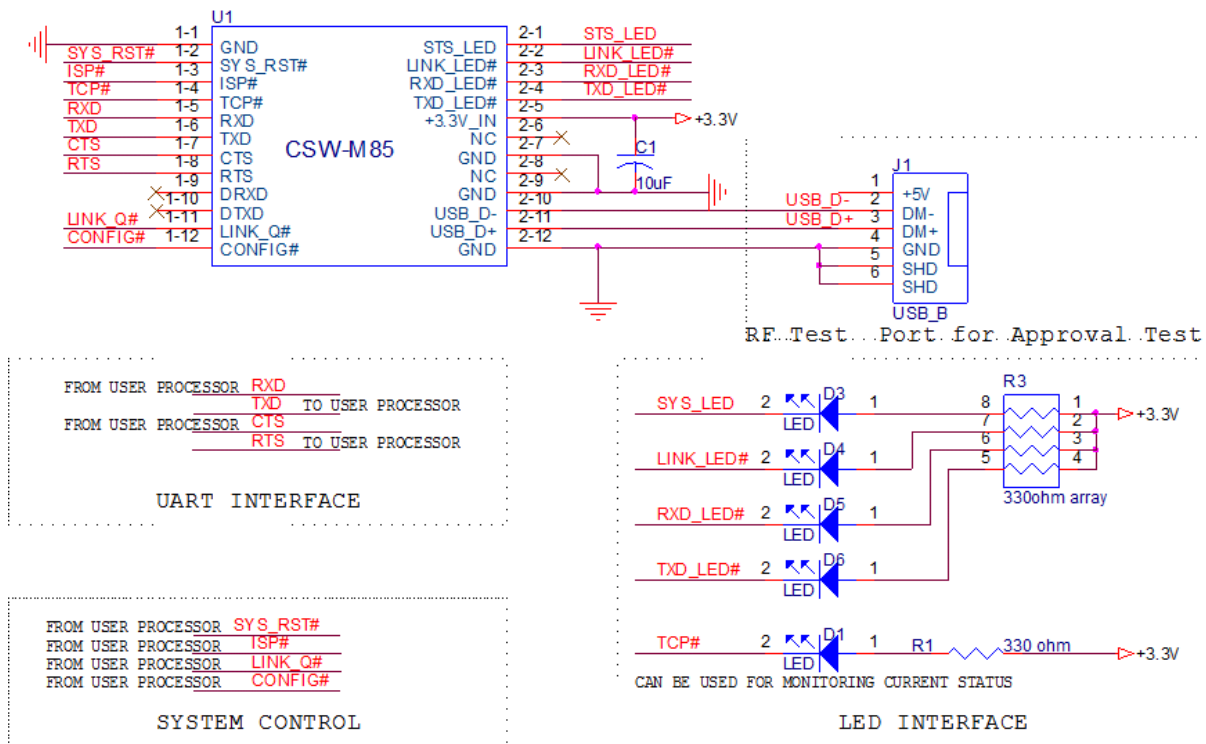 U1
1-1 GND STS_LED 2-1 STS_LED
SYS_RST# 1-2 SYS_RST# LINK_LED# 2-2 LINK_LED#
ISP# 1-3 ISP# RXD_LED# 2-3 RXD_LED#
TCP# 1-4 TCP# TXD_LED# 2-4 TXD_LED#
RXD 1-5 RXD +3.3V_IN 2-5 +3.3V
TXD 1-6 TXD NC 2-6
CTS 1-7 CTS GND 2-7
RTS 1-8 RTS NC 2-8
1-9 DRXD GND 2-9
1-10 DTXD USB_D- 2-10 USB_D-
LINK_Q# 1-11 LINK_Q# USB_D+ 2-11 USB_D+
CONFIG# 1-12 CONFIG# GND 2-12
CSW-M85
C1
10uF
J1
1 +5V
2 DM-
3 DM+
4 GND
5 SHD
6 SHD
USB_B
RF Test Port for Approval Test
FROM USER PROCESSOR RXD
TXD TO USER PROCESSOR
FROM USER PROCESSOR CTS
RTS TO USER PROCESSOR
UART INTERFACE
FROM USER PROCESSOR SYS_RST#
FROM USER PROCESSOR ISP#
FROM USER PROCESSOR LINK_Q#
FROM USER PROCESSOR CONFIG#
SYSTEM CONTROL
R3
SYS_LED 2 D3 LED 1 8 1 +3.3V
7 2
6 3
5 4
330ohm array
LINK_LED# 2 D4 LED 1
RXD_LED# 2 D5 LED 1
TXD_LED# 2 D6 LED 1
TCP# 2 D1 LED 1 R1 330 ohm +3.3V
CAN BE USED FOR MONITORING CURRENT STATUS
LED INTERFACE